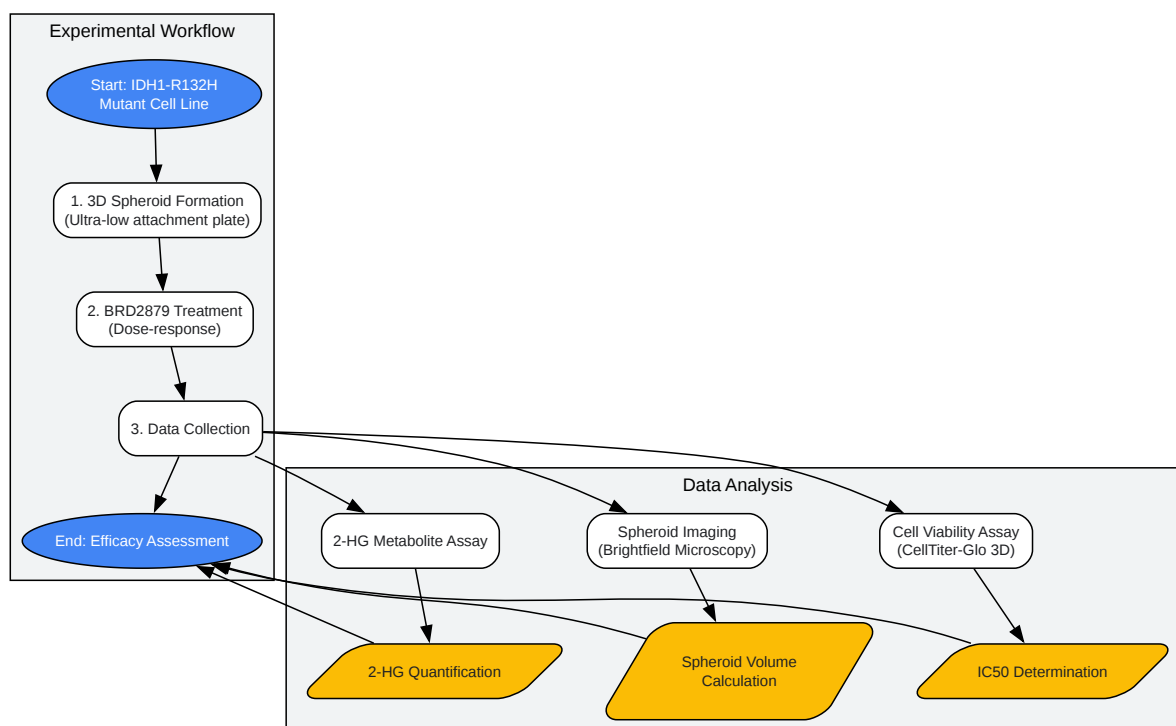 Experimental Workflow
Start: IDH1-R132H
Mutant Cell Line
1. 3D Spheroid Formation
(Ultra-low attachment plate)
2. BRD2879 Treatment
(Dose-response)
3. Data Collection
End: Efficacy Assessment
Data Analysis
2-HG Metabolite Assay
Spheroid Imaging
(Brightfield Microscopy)
Cell Viability Assay
(CellTiter-Glo 3D)
2-HG Quantification
Spheroid Volume
Calculation
IC50 Determination